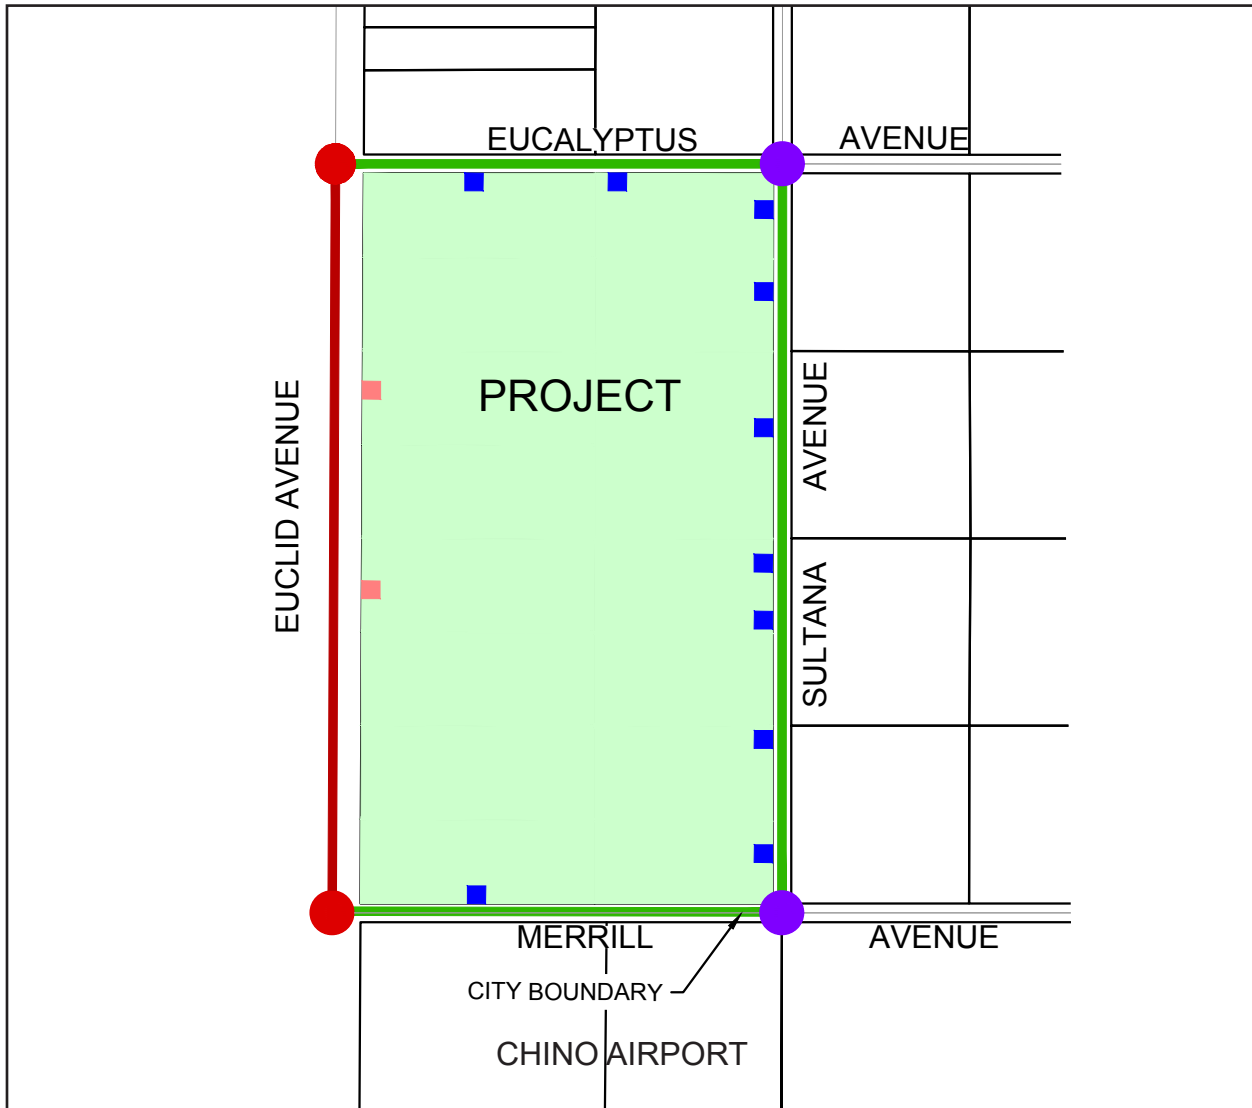 EUCALYPTUS AVENUE
PROJECT
EUCLID AVENUE
SULTANA AVENUE
MERRILL AVENUE
CITY BOUNDARY
CHINO AIRPORT